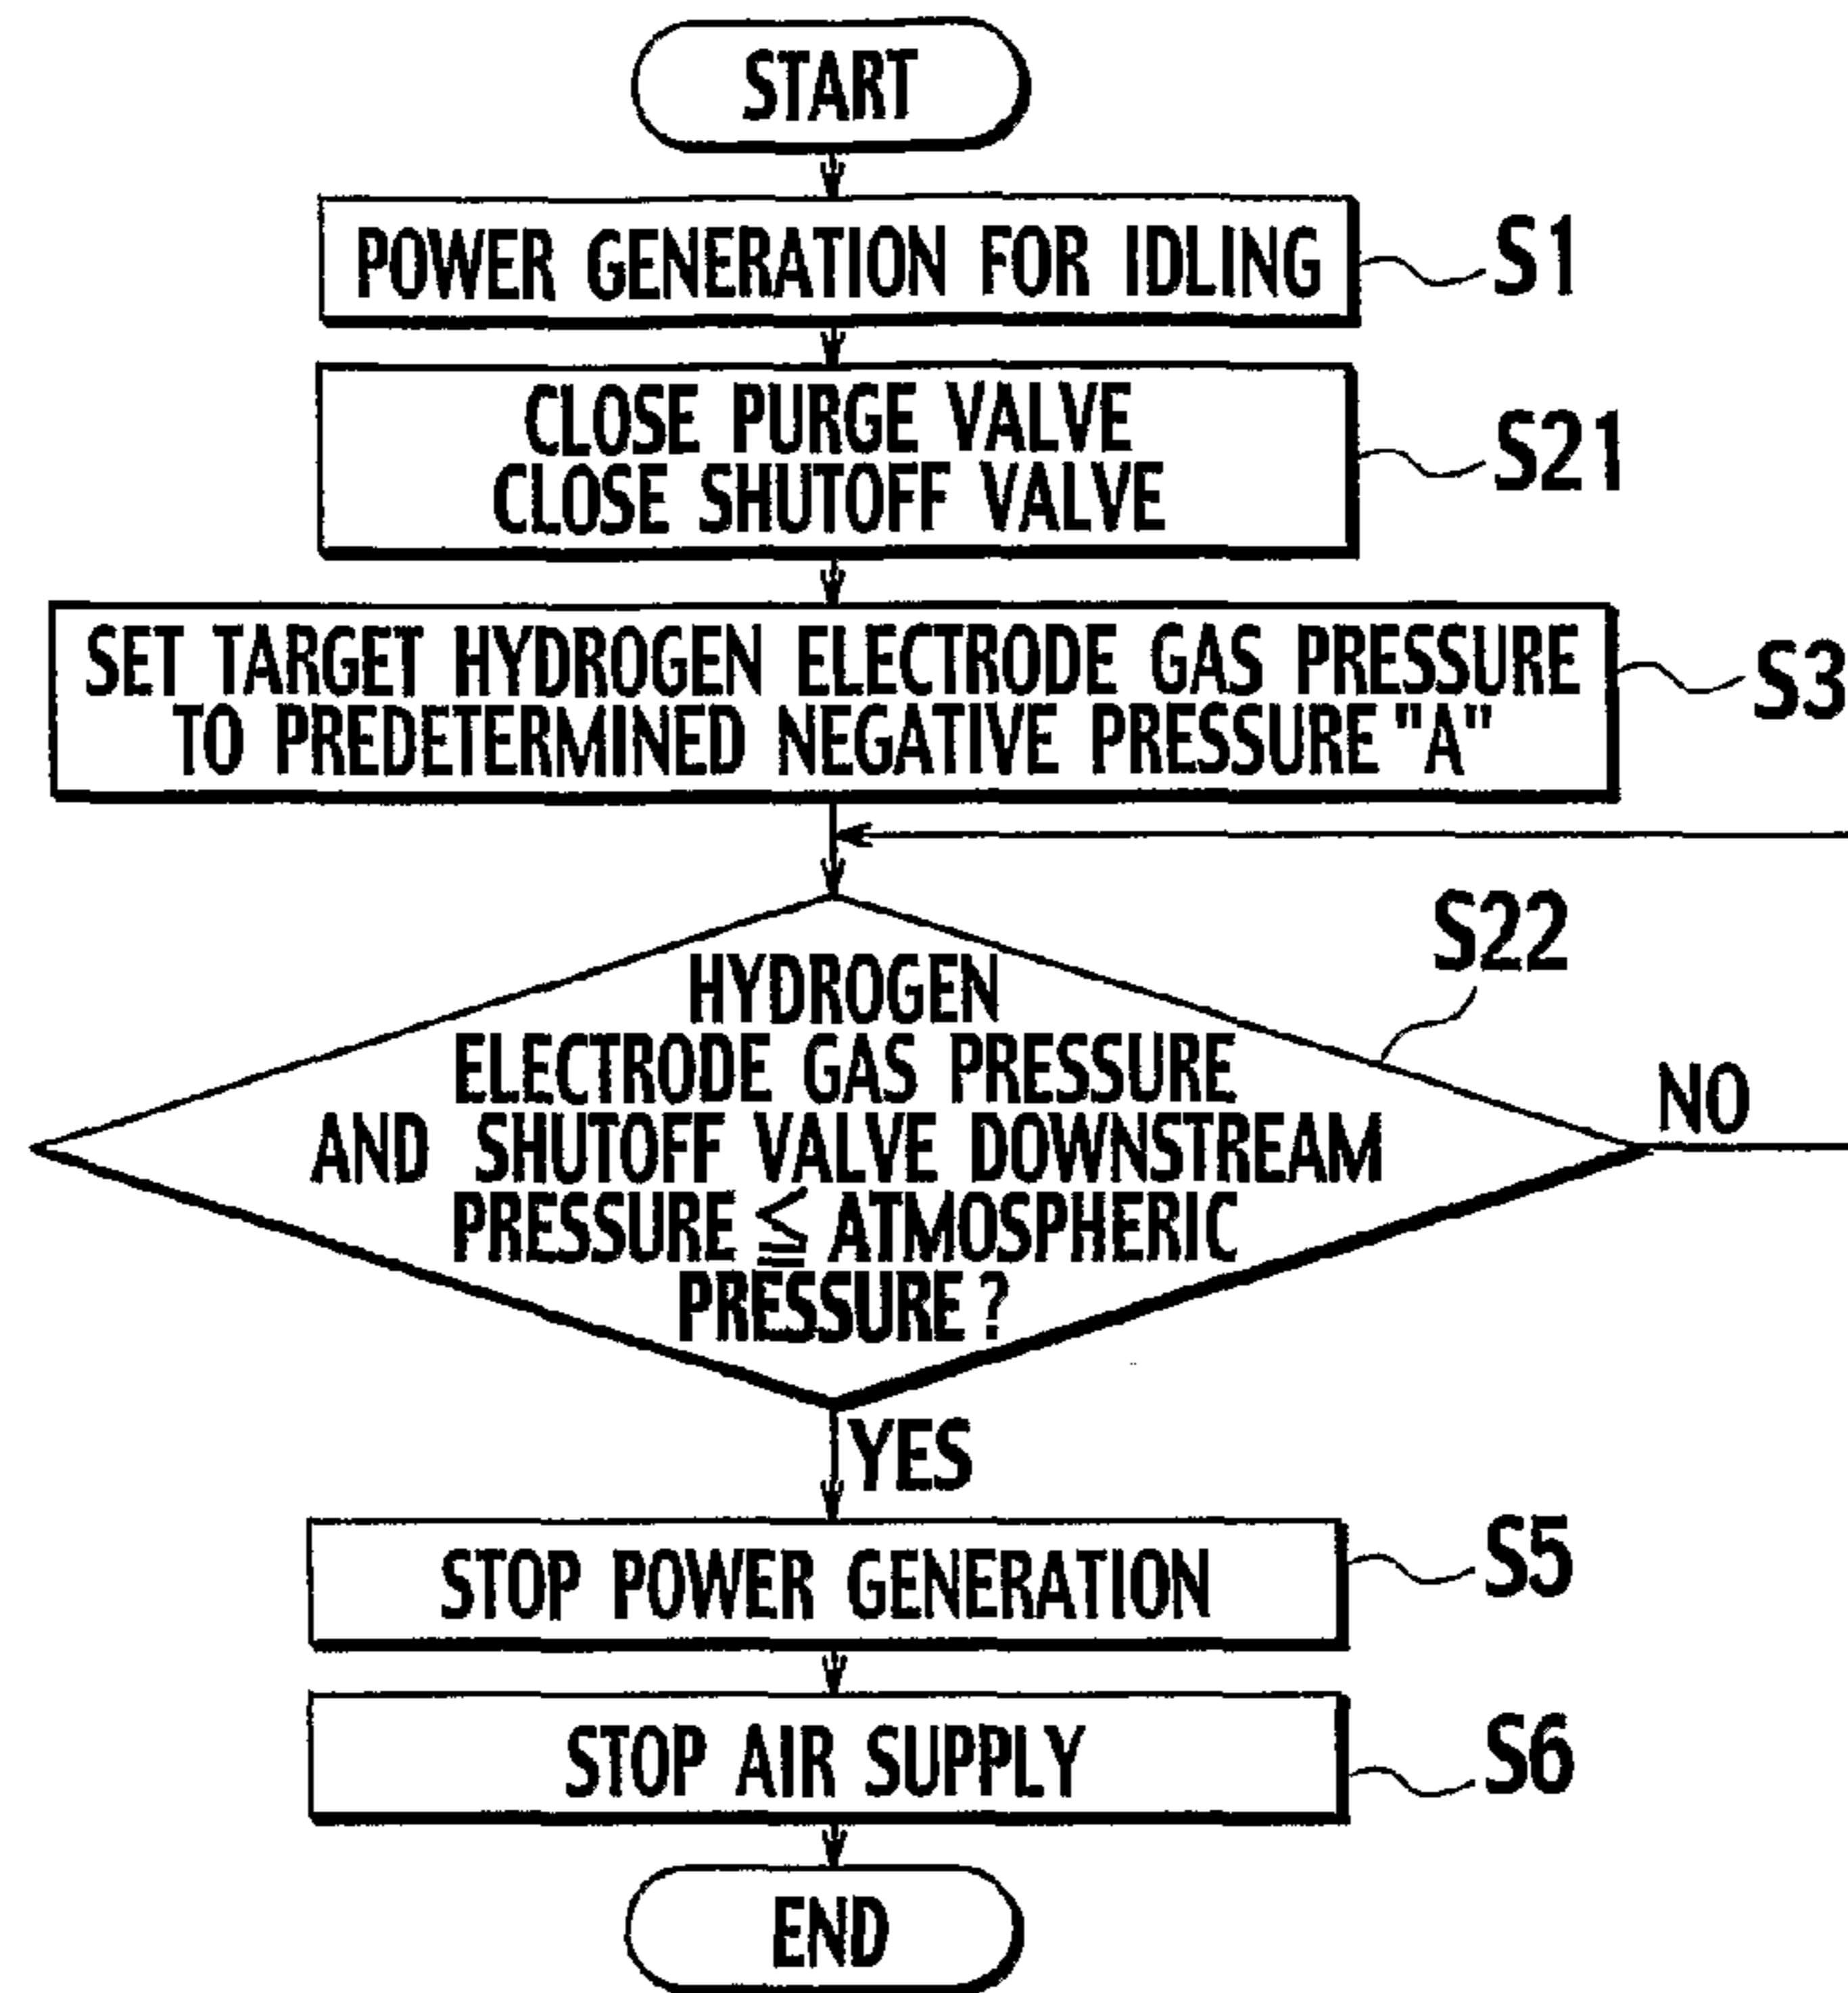 START
POWER GENERATION FOR IDLING
S1
CLOSE PURGE VALVE
CLOSE SHUTOFF VALVE
S21
SET TARGET HYDROGEN ELECTRODE GAS PRESSURE
TO PREDETERMINED NEGATIVE PRESSURE "A"
S3
HYDROGEN
ELECTRODE GAS PRESSURE
AND SHUTOFF VALVE DOWNSTREAM
PRESSURE ≦ ATMOSPHERIC
PRESSURE ?
S22
NO
YES
STOP POWER GENERATION
S5
STOP AIR SUPPLY
S6
END